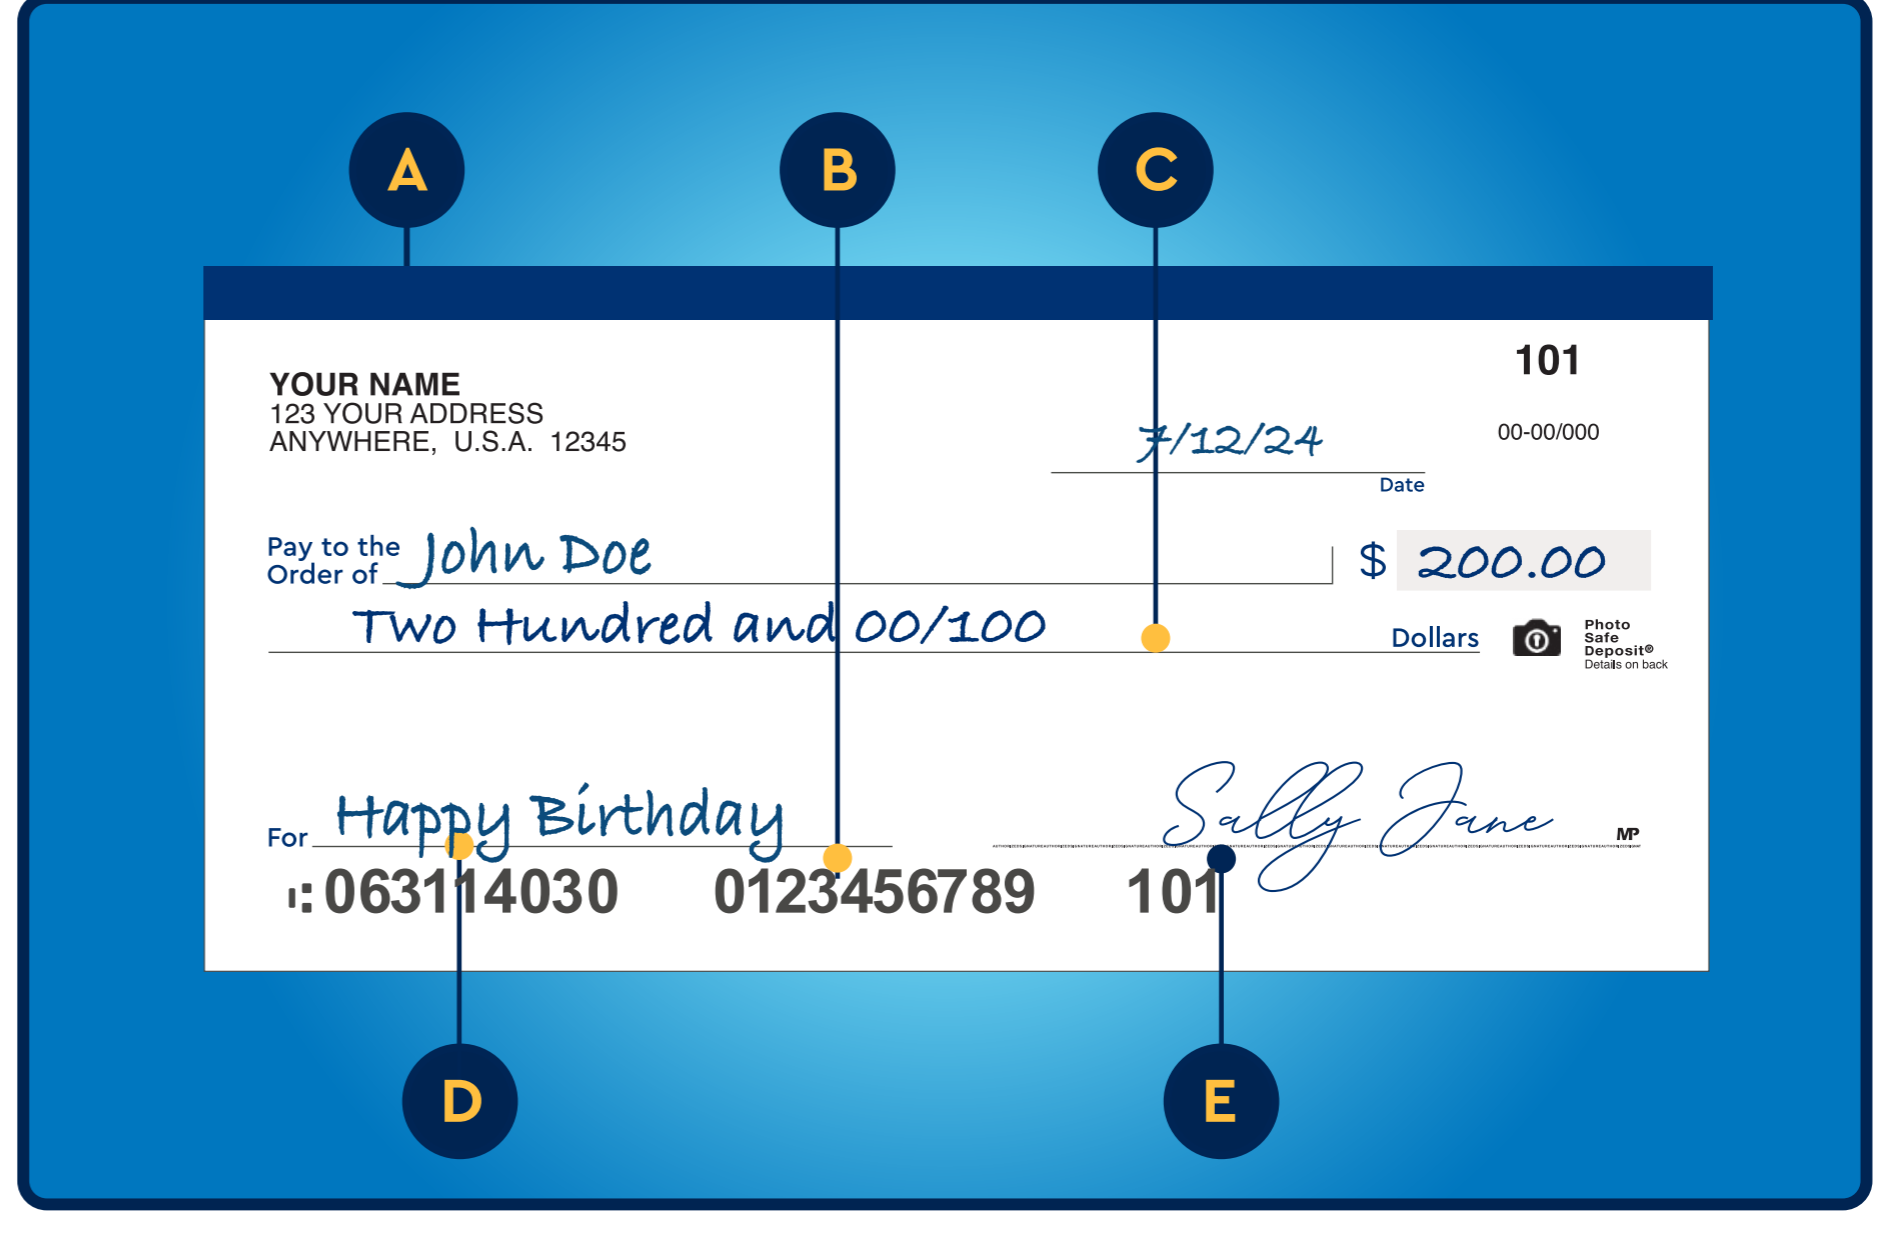 A
B
C
101
YOUR NAME
123 YOUR ADDRESS
ANYWHERE, U.S.A. 12345
7/12/24
00-00/000
Date
Pay to the
Order of
John Doe
$ 200.00
Two Hundred and 00/100
Dollars
Photo
Safe
Deposit®
Details on back
For Happy Birthday
Sally Jane
MP
⑆063114030 0123456789 101
D
E